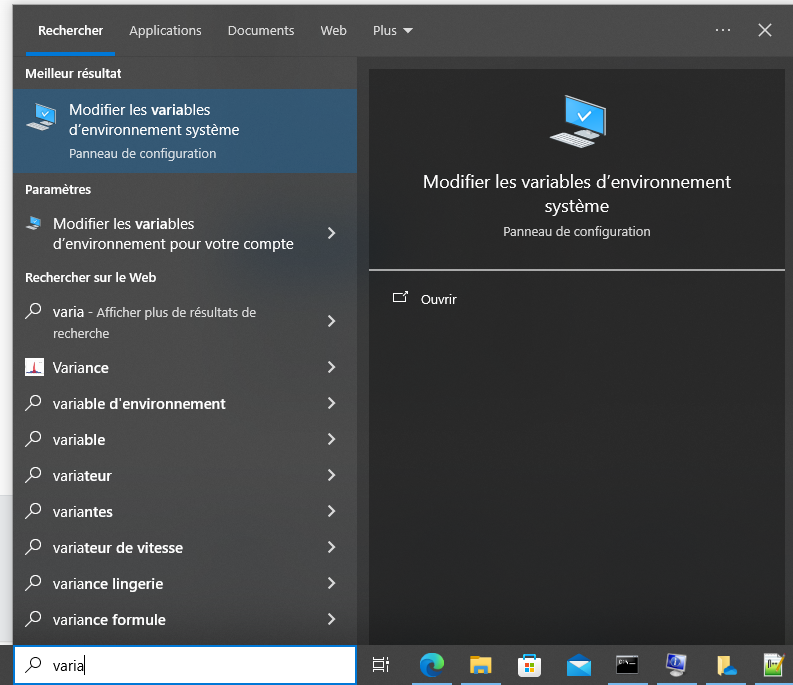 Rechercher Applications Documents Web Plus
Meilleur résultat
Modifier les variables
d’environnement système
Panneau de configuration
Paramètres
Modifier les variables
d’environnement pour votre compte
Rechercher sur le Web
varia - Afficher plus de résultats de
recherche
Variance
variable d'environnement
variable
variateur
variantes
variateur de vitesse
variance lingerie
variance formule
Modifier les variables d’environnement
système
Panneau de configuration
Ouvrir
varia